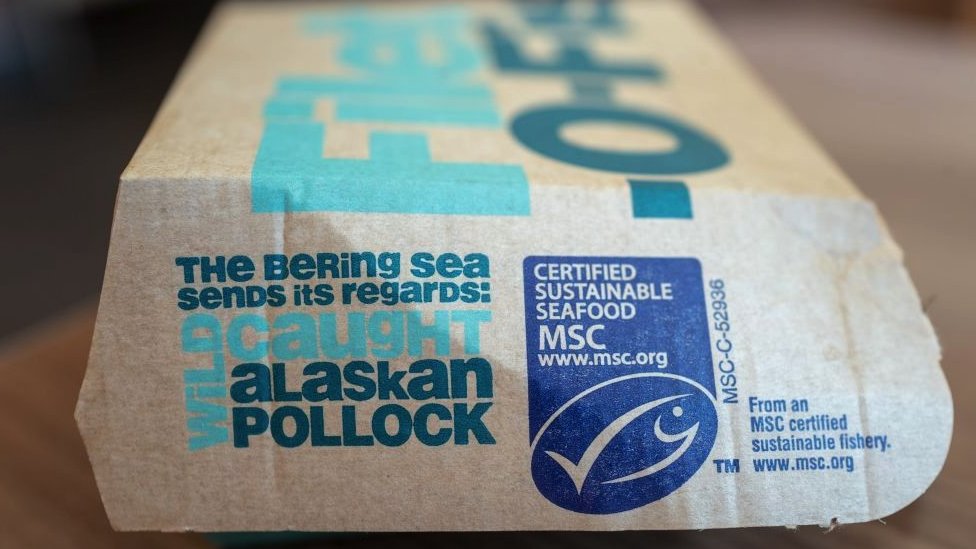 Filet
-O-F
THE BERING SEA
SENDS ITS REGARDS:
WILD
CAUGHT
ALASKAN
POLLOCK
CERTIFIED
SUSTAINABLE
SEAFOOD
MSC
www.msc.org
MSC-C-52936
TM
From an
MSC certified
sustainable fishery.
www.msc.org